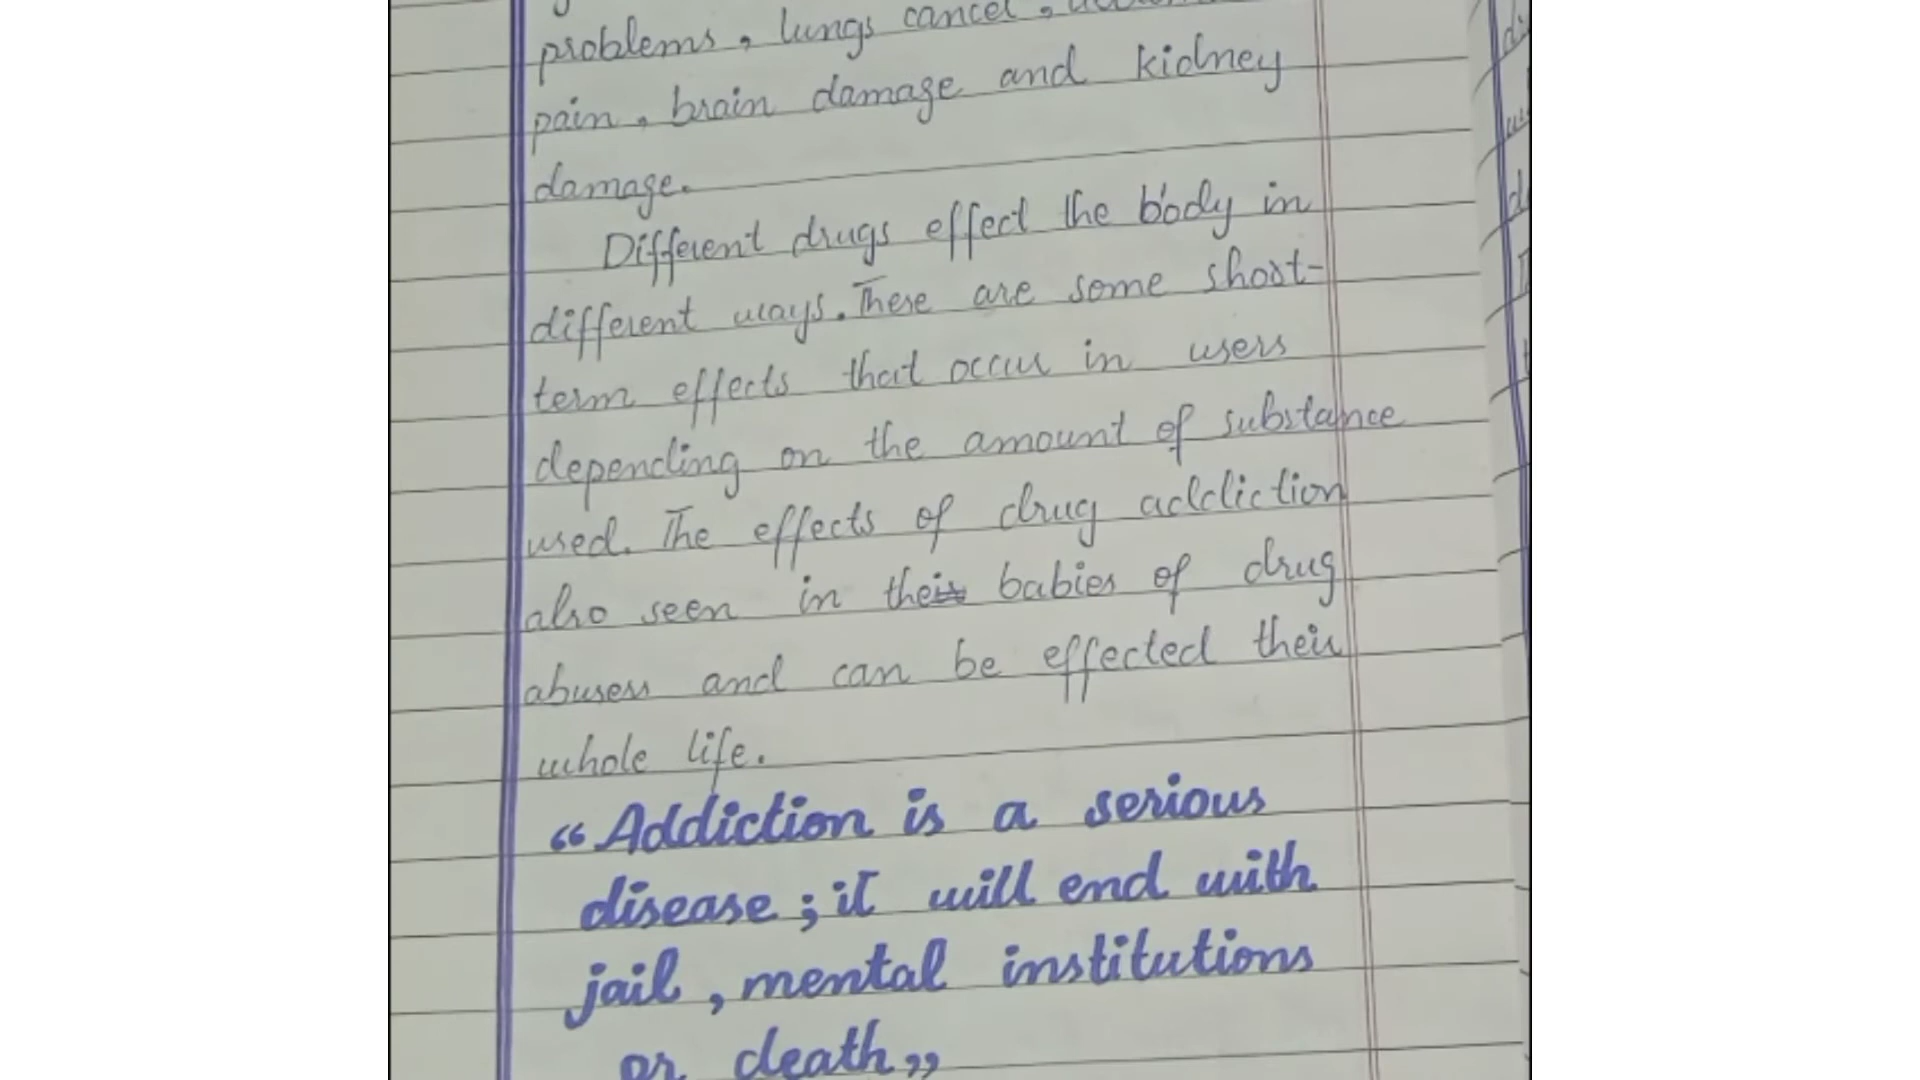 problems, lungs cancer,
pain, brain damage and kidney
damage.
Different drugs effect the body in
different ways. These are some short-
term effects that occur in users
depending on the amount of substance
used. The effects of drug addiction
also seen in the babies of drug
abusess and can be effected their
whole life.
“Addiction is a serious
disease; it will end with
jail, mental institutions
or death”